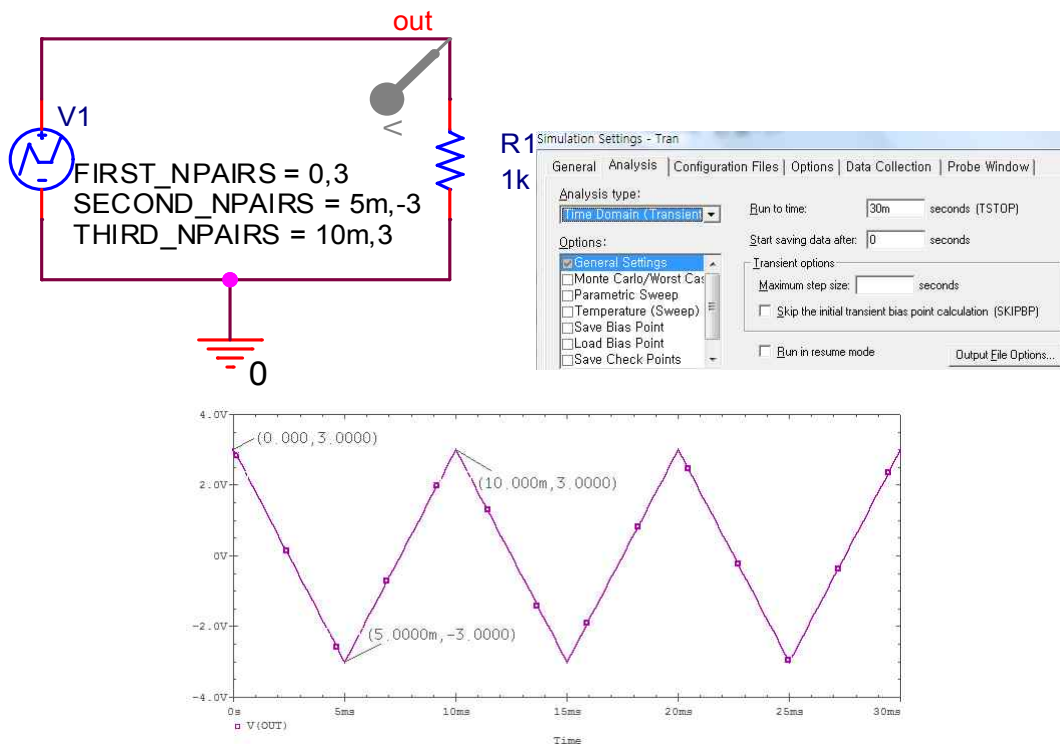 out
V1
+
-
FIRST_NPAIRS = 0,3
SECOND_NPAIRS = 5m,-3
THIRD_NPAIRS = 10m,3
V
0
R1
1k
Simulation Settings - Tran
General Analysis Configuration Files Options Data Collection Probe Window
Analysis type:
Time Domain (Transient
Options:
General Settings
Monte Carlo/Worst Cas
Parametric Sweep
Temperature (Sweep)
Save Bias Point
Load Bias Point
Save Check Points
Run to time: 30m seconds (TSTOP)
Start saving data after: 0 seconds
Transient options
Maximum step size: seconds
Skip the initial transient bias point calculation (SKIPBP)
Run in resume mode
Output File Options...
4.0V
2.0V
0V
-2.0V
-4.0V
(0.000,3.0000)
(10.000m,3.0000)
(5.0000m,-3.0000)
0s 5ms 10ms 15ms 20ms 25ms 30ms
V(OUT)
Time